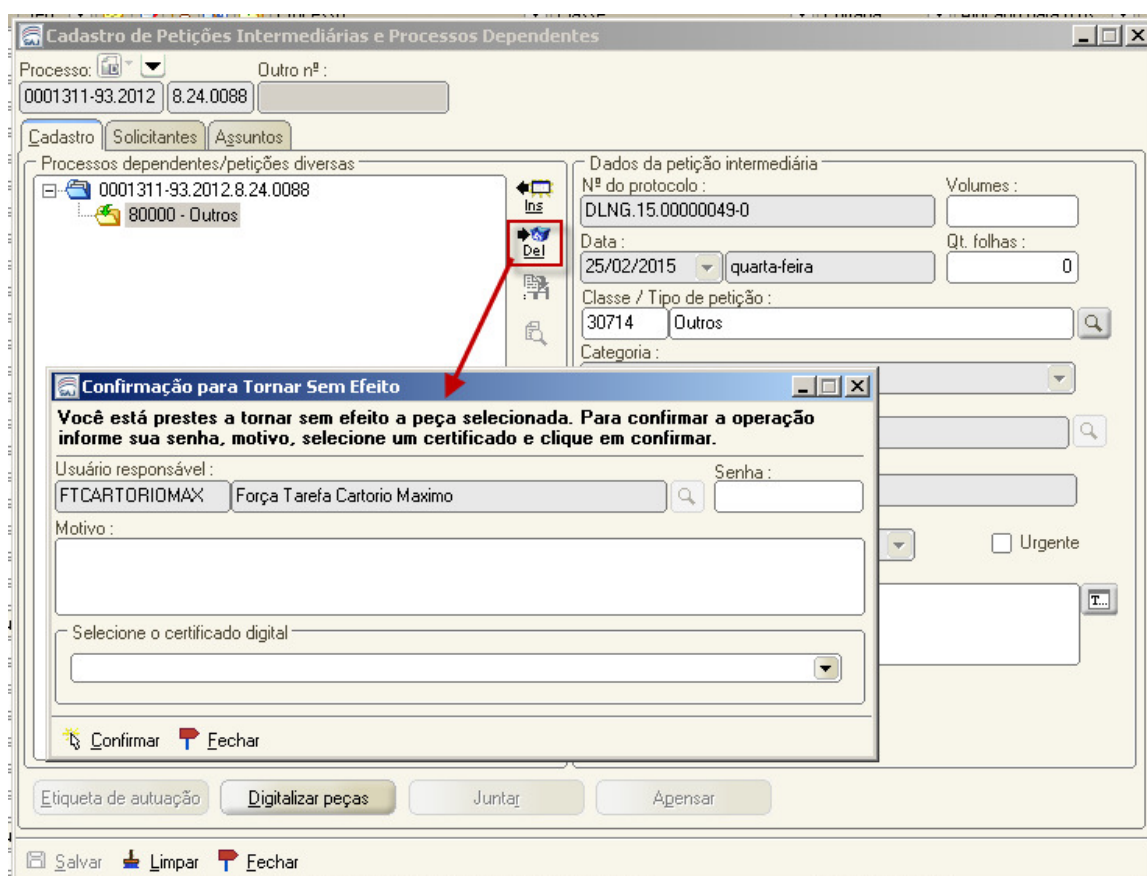 Cadastro de Petições Intermediárias e Processos Dependentes
Processo: Outro nº :
0001311-93.2012 8.24.0088
Cadastro Solicitantes Assuntos
Processos dependentes/petições diversas
0001311-93.2012.8.24.0088
80000 - Outros
Ins
Del
Dados da petição intermediária
Nº do protocolo : Volumes :
DLNG.15.00000049-0
Data : Qt. folhas :
25/02/2015 quarta-feira 0
Classe / Tipo de petição :
30714 Outros
Categoria :
Urgente
T...
Confirmação para Tornar Sem Efeito
Você está prestes a tornar sem efeito a peça selecionada. Para confirmar a operação
informe sua senha, motivo, selecione um certificado e clique em confirmar.
Usuário responsável : Senha :
FTCARTORIOMAX Força Tarefa Cartorio Maximo
Motivo :
Selecione o certificado digital
Confirmar Fechar
Etiqueta de autuação Digitalizar peças Juntar Apensar
Salvar Limpar Fechar